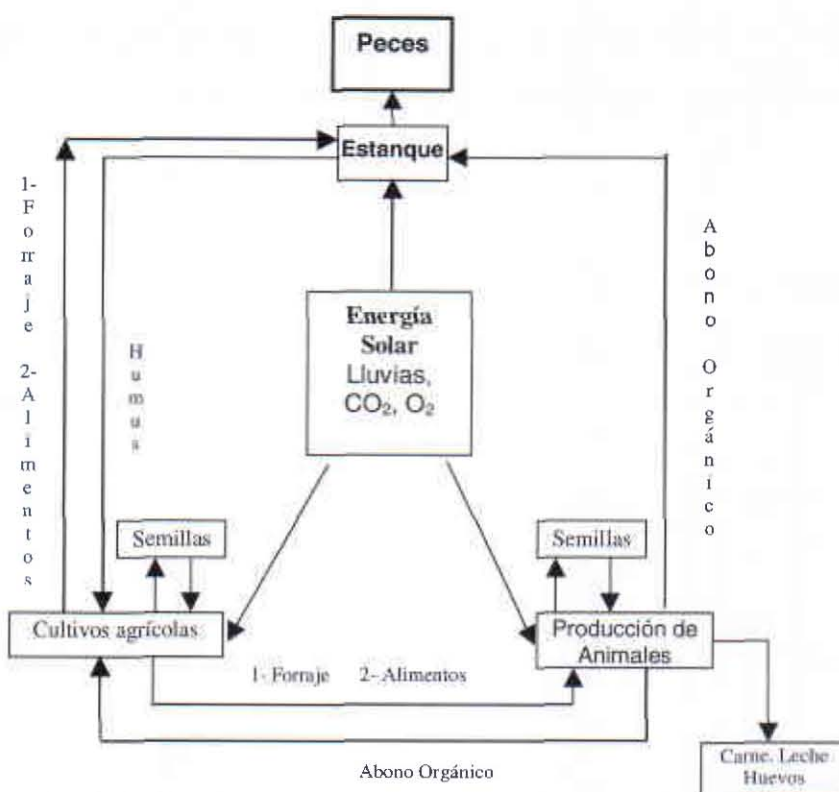 Peces
Estanque
1- Forraje
2- Alimentos
Humus
Abono Orgánico
Energía
Solar
Lluvias,
CO₂, O₂
Semillas
Semillas
Cultivos agrícolas
Producción de
Animales
1- Forraje 2- Alimentos
Abono Orgánico
Carne, Leche
Huevos